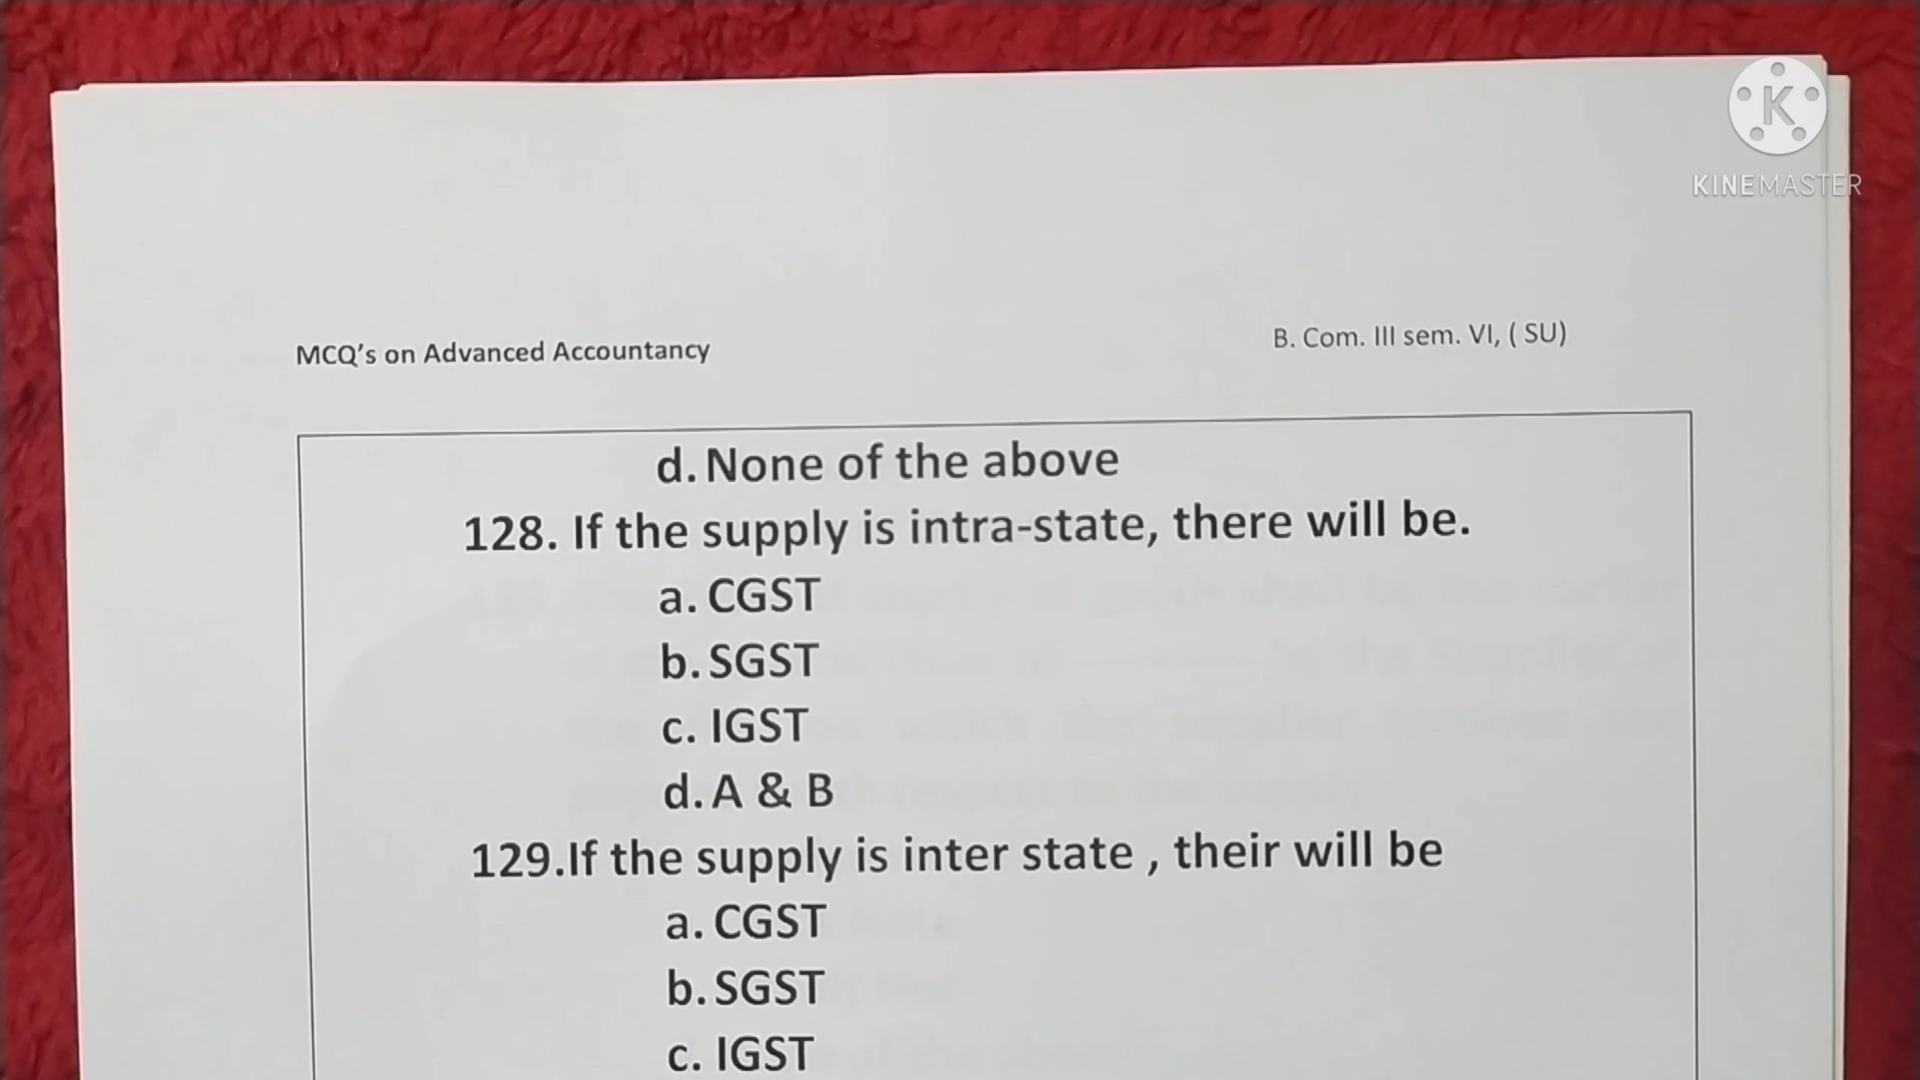 K
KINEMASTER
MCQ's on Advanced Accountancy
B. Com. III sem. VI, ( SU)
d. None of the above
128. If the supply is intra-state, there will be.
a. CGST
b. SGST
c. IGST
d. A & B
129.If the supply is inter state , their will be
a. CGST
b. SGST
c. IGST